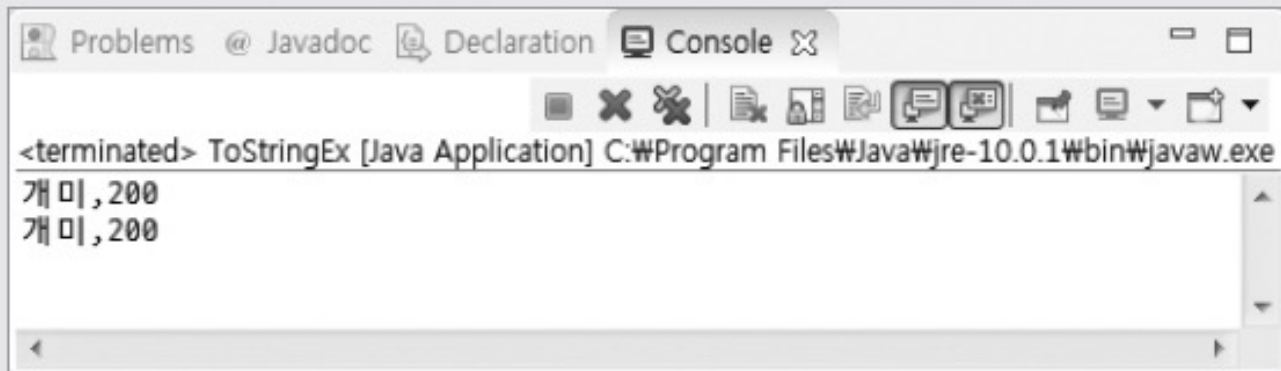 Problems @ Javadoc Declaration Console
<terminated> ToStringEx [Java Application] C:₩Program Files₩Java₩jre-10.0.1₩bin₩javaw.exe
개미,200
개미,200